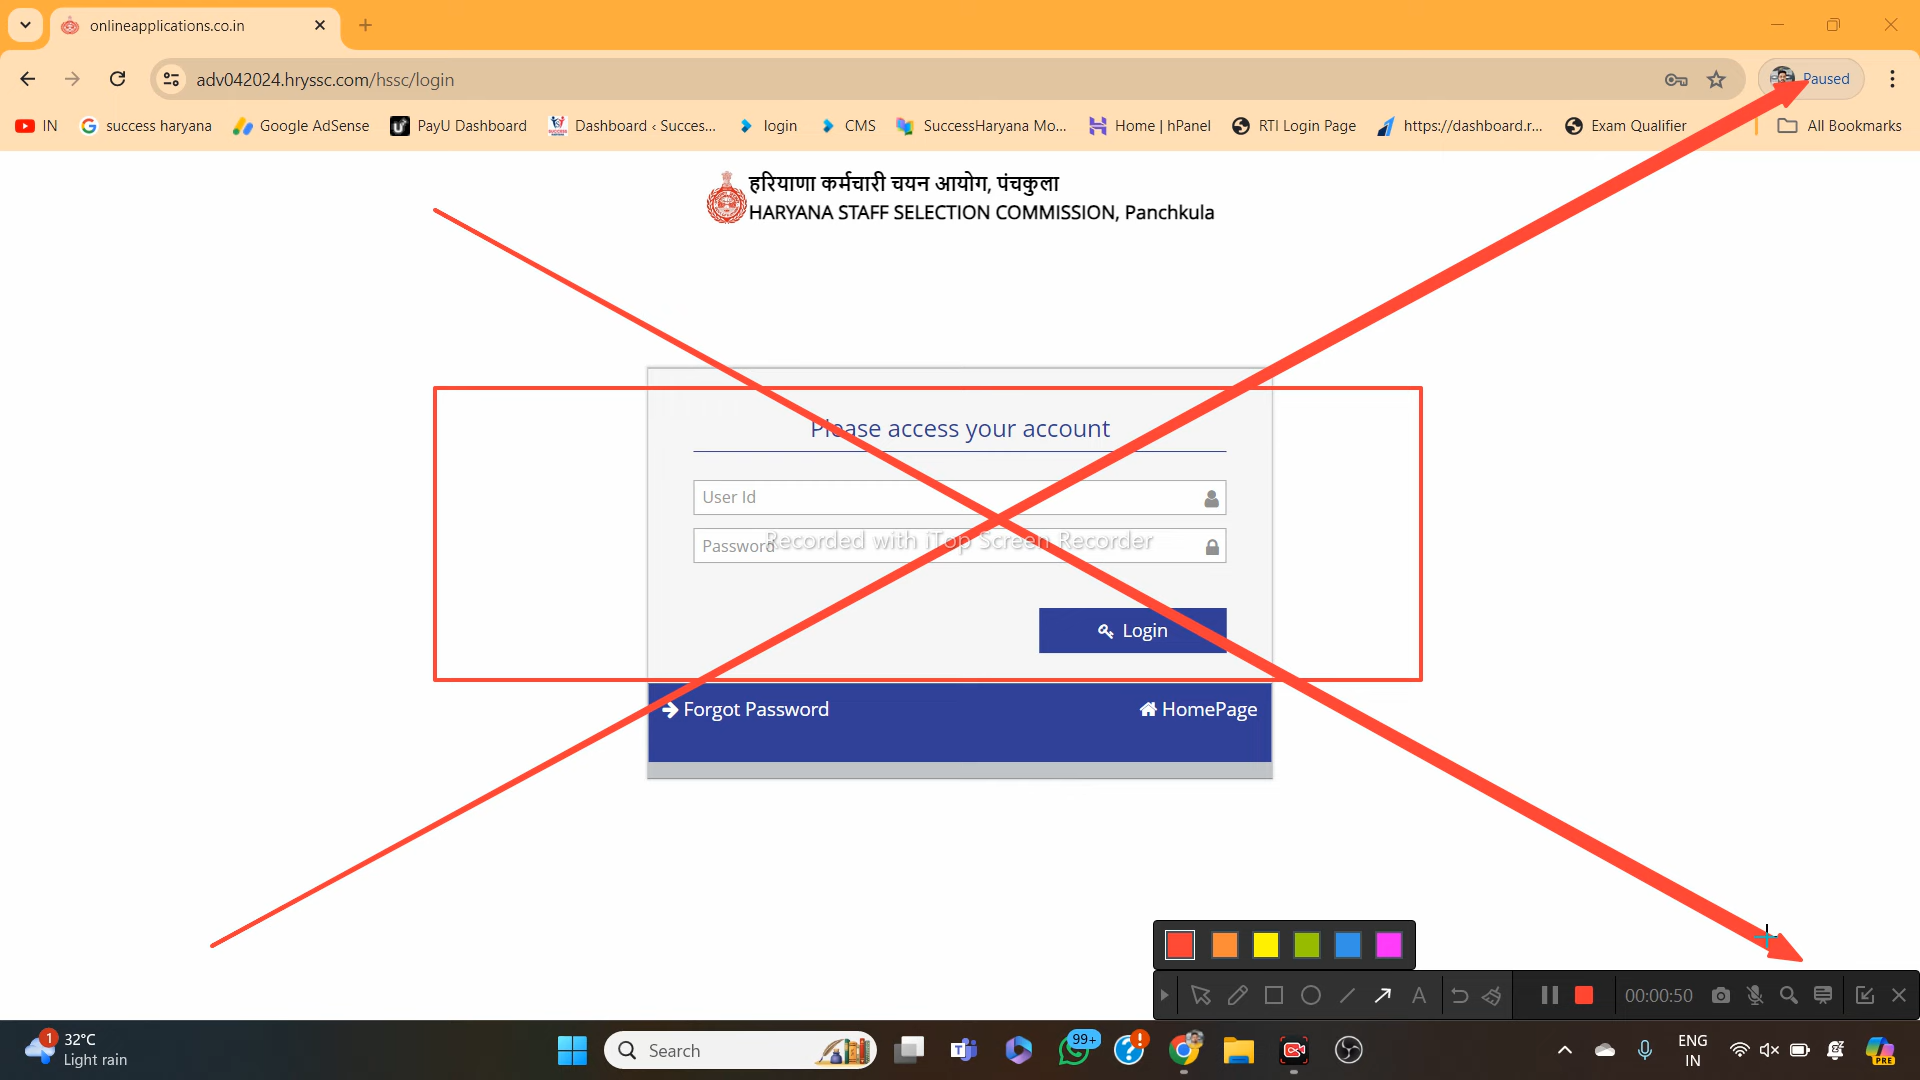 onlineapplications.co.in
adv042024.hryssc.com/hssc/login
Paused
IN
success haryana
Google AdSense
PayU Dashboard
Dashboard ‹ Succes...
login
CMS
SuccessHaryana Mo...
Home | hPanel
RTI Login Page
https://dashboard.r...
Exam Qualifier
All Bookmarks
हरियाणा कर्मचारी चयन आयोग, पंचकुला
HARYANA STAFF SELECTION COMMISSION, Panchkula
Please access your account
User Id
Password
Recorded with iTop Screen Recorder
Login
Forgot Password
HomePage
A
00:00:50
1
32°C
Light rain
Search
99+
ENG
IN
PRE